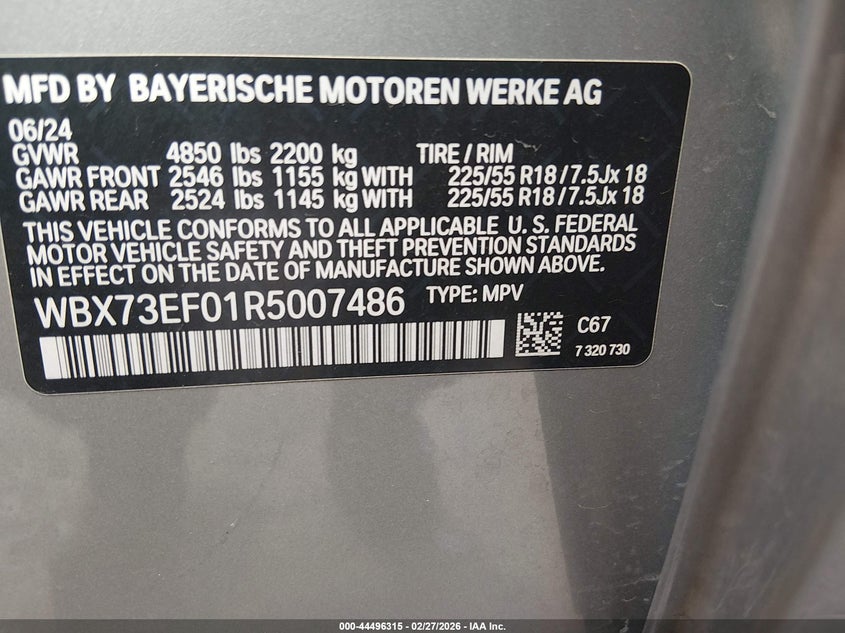 MFD BY BAYERISCHE MOTOREN WERKE AG
06/24
GVWR 4850 lbs 2200 kg TIRE / RIM
GAWR FRONT 2546 lbs 1155 kg WITH 225/55 R18 / 7.5Jx 18
GAWR REAR 2524 lbs 1145 kg WITH 225/55 R18 / 7.5Jx 18
THIS VEHICLE CONFORMS TO ALL APPLICABLE U. S. FEDERAL
MOTOR VEHICLE SAFETY AND THEFT PREVENTION STANDARDS
IN EFFECT ON THE DATE OF MANUFACTURE SHOWN ABOVE.
WBX73EF01R5007486 TYPE: MPV
C67
7 320 730
000-44496315 | 02/27/2026 - IAA Inc.